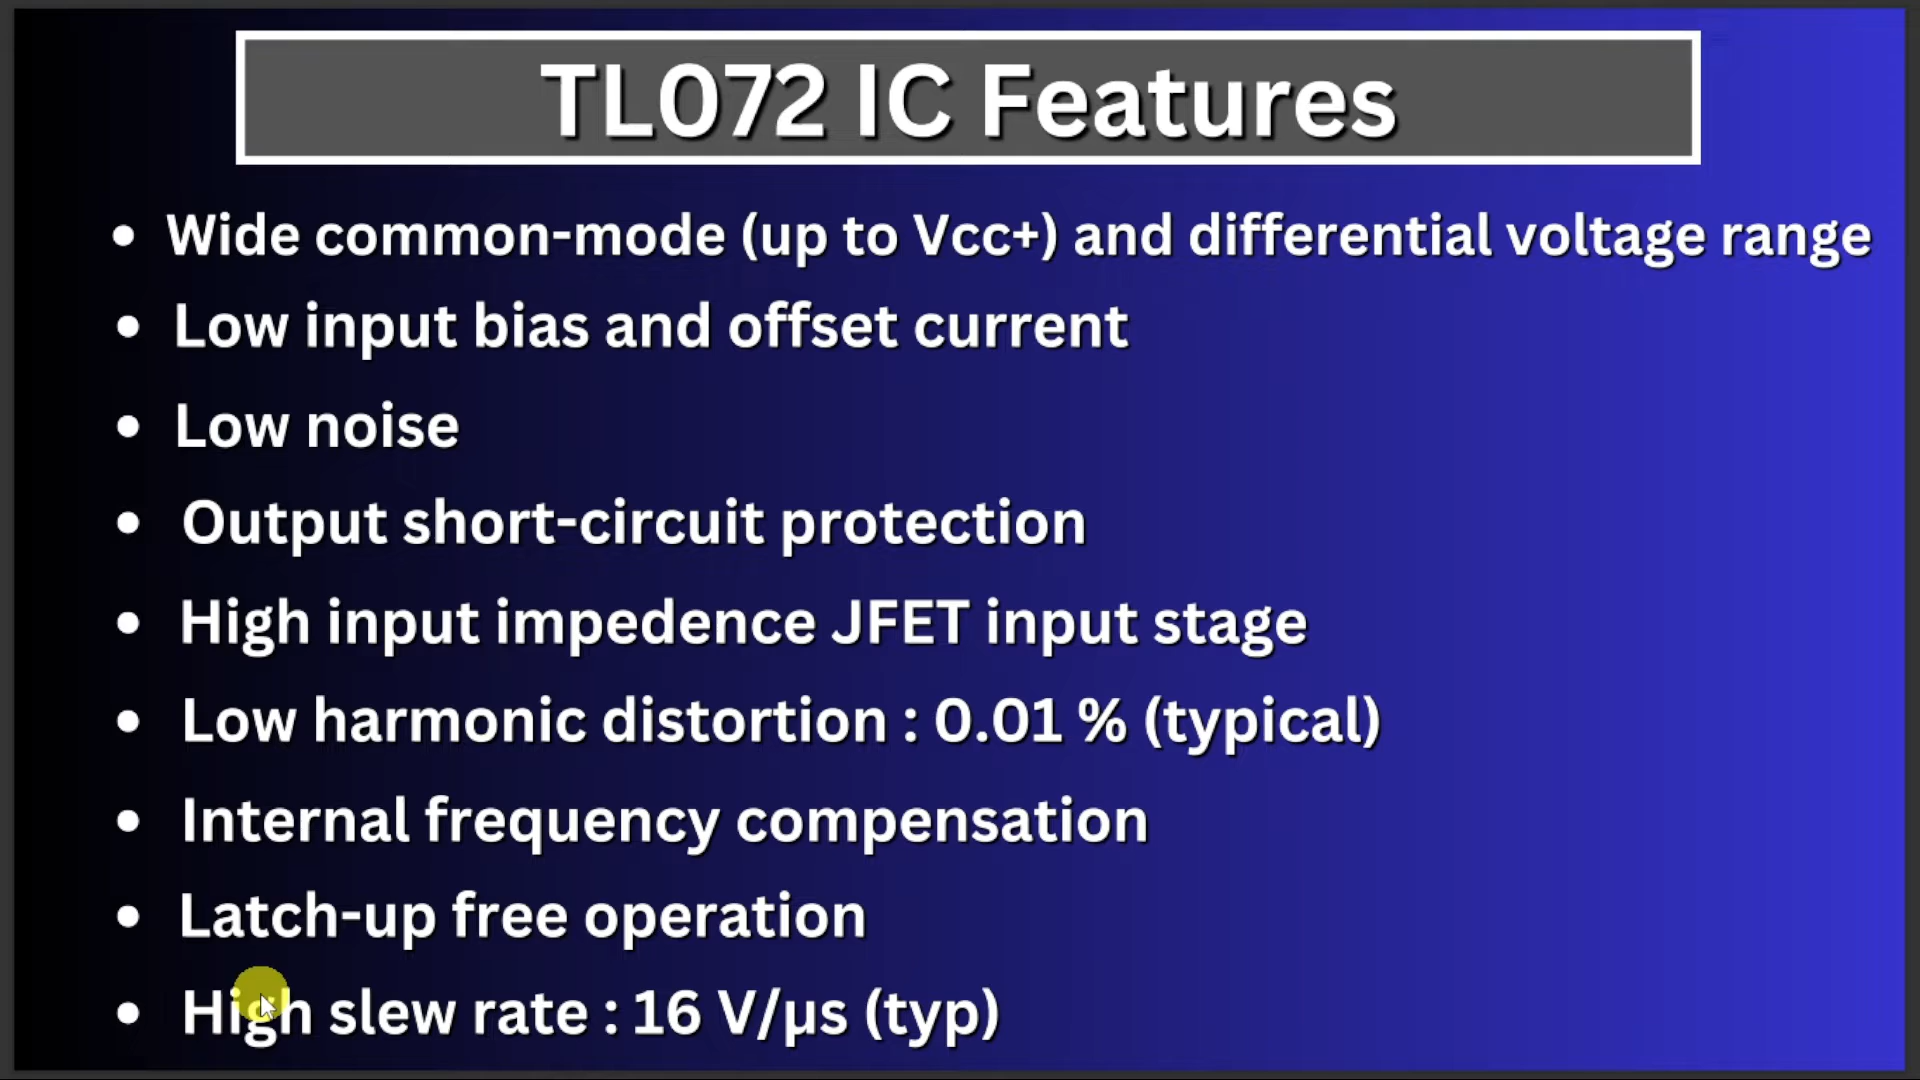 TL072 IC Features
• Wide common-mode (up to Vcc+) and differential voltage range
• Low input bias and offset current
• Low noise
• Output short-circuit protection
• High input impedence JFET input stage
• Low harmonic distortion : 0.01 % (typical)
• Internal frequency compensation
• Latch-up free operation
• High slew rate : 16 V/µs (typ)